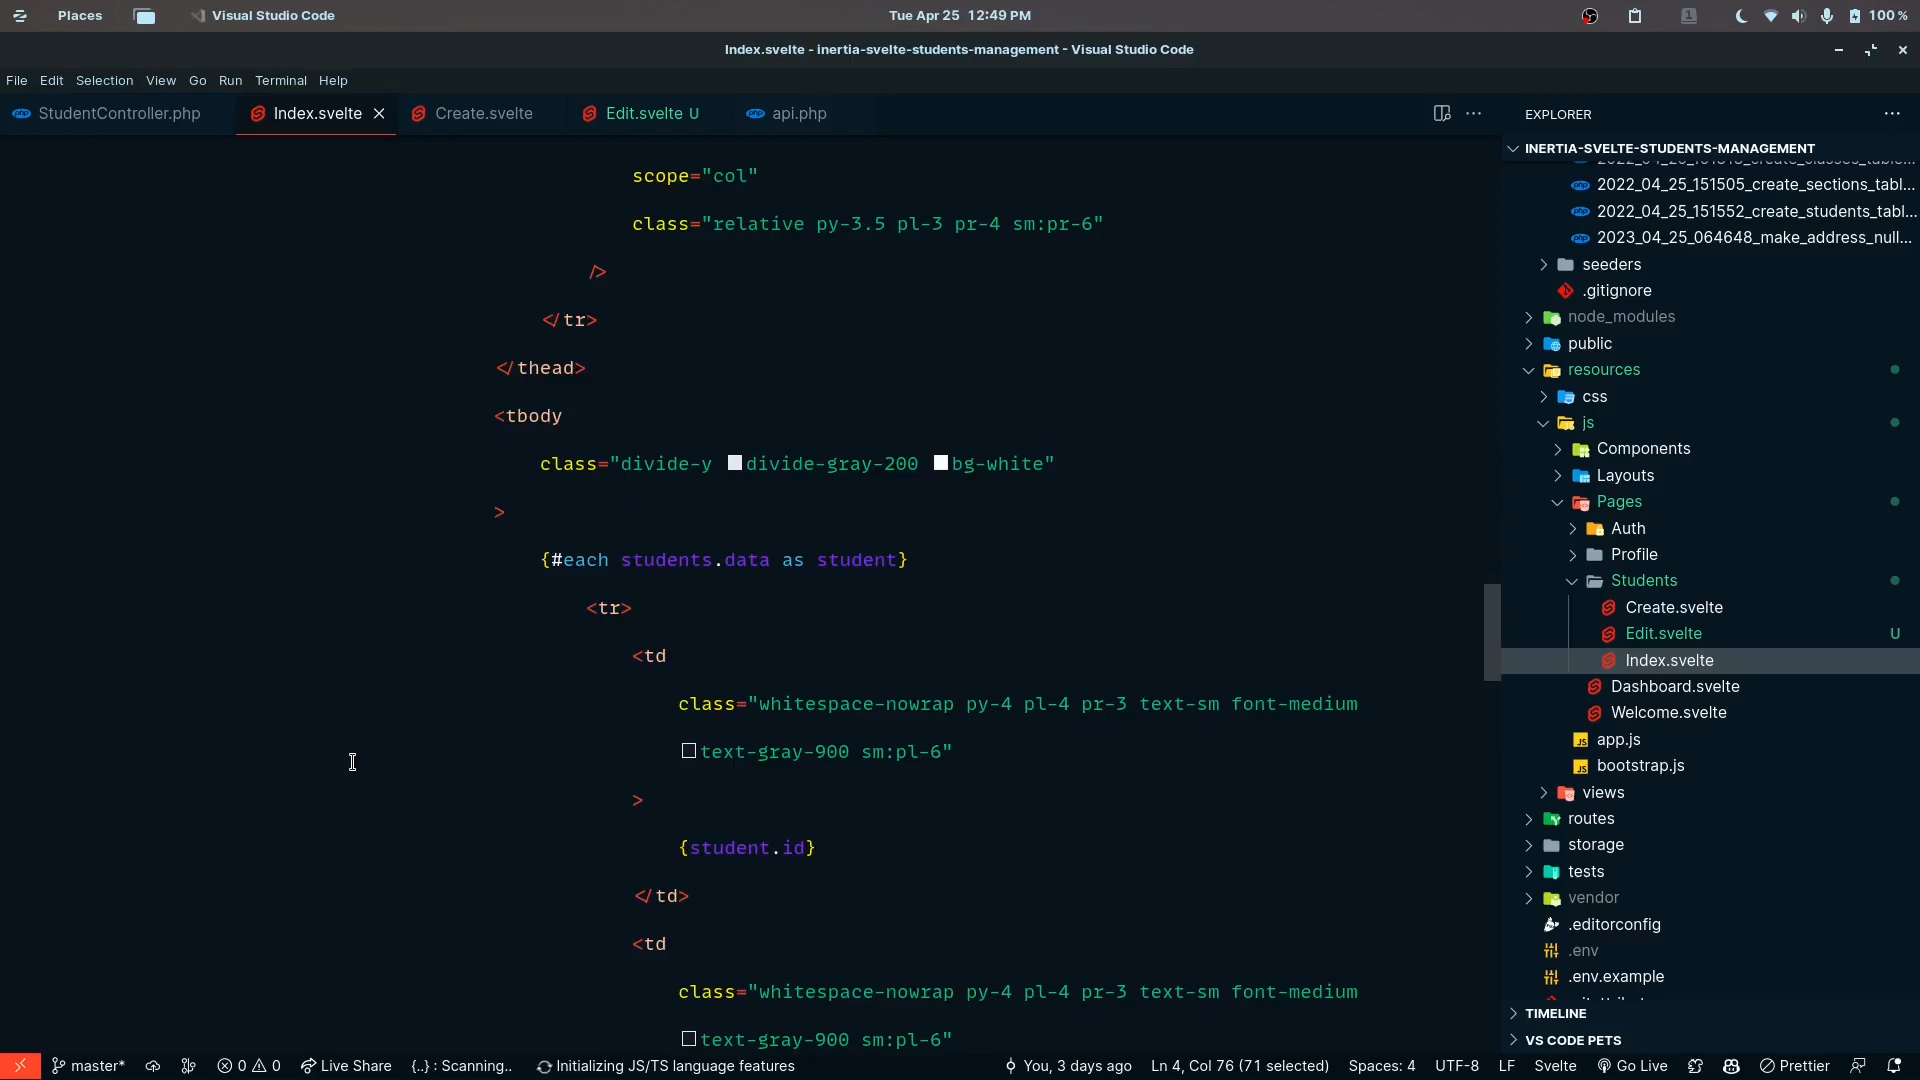 Places
Visual Studio Code
Tue Apr 25 12:49 PM
1
100 %
Index.svelte - inertia-svelte-students-management - Visual Studio Code
File Edit Selection View Go Run Terminal Help
StudentController.php
Index.svelte
Create.svelte
Edit.svelte U
api.php
scope="col"
class="relative py-3.5 pl-3 pr-4 sm:pr-6"
/>
</tr>
</thead>
<tbody
class="divide-y divide-gray-200 bg-white"
>
{#each students.data as student}
<tr>
<td
class="whitespace-nowrap py-4 pl-4 pr-3 text-sm font-medium
text-gray-900 sm:pl-6"
>
{student.id}
</td>
<td
class="whitespace-nowrap py-4 pl-4 pr-3 text-sm font-medium
text-gray-900 sm:pl-6"
EXPLORER
INERTIA-SVELTE-STUDENTS-MANAGEMENT
2022_04_25_151505_create_sections_tabl...
2022_04_25_151552_create_students_tabl...
2023_04_25_064648_make_address_null...
seeders
.gitignore
node_modules
public
resources
css
js
Components
Layouts
Pages
Auth
Profile
Students
Create.svelte
Edit.svelte U
Index.svelte
Dashboard.svelte
Welcome.svelte
app.js
bootstrap.js
views
routes
storage
tests
vendor
.editorconfig
.env
.env.example
TIMELINE
VS CODE PETS
master*
0 0
Live Share
{..} : Scanning..
Initializing JS/TS language features
You, 3 days ago
Ln 4, Col 76 (71 selected)
Spaces: 4
UTF-8
LF
Svelte
Go Live
Prettier